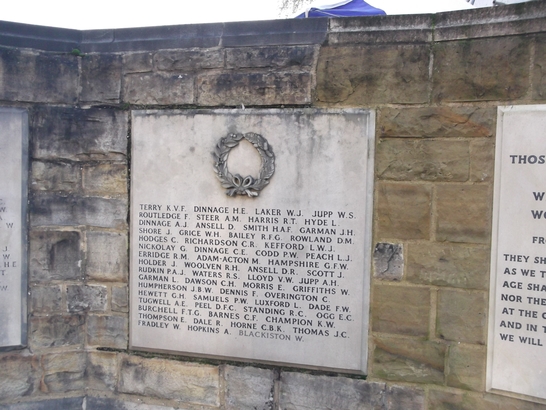 TERRY K.V.F. DINNAGE H.E. LAKER W.J. JUPP W.S.
ROUTLEDGE F. STEER A.M. HARRIS R.T. HYDE L.
DINNAGE A.J. ANSELL D. SMITH H.A.F. GARMAN J.H.
SHORE J. GRICE W.H. BAILEY R.F.G. ROWLAND D.M.
HODGES C. RICHARDSON C.R. KEFFORD L.W.J.
NICKOLAY G. DINNAGE C.E. CODD P.W. PEACH L.J.
ERRIDGE R.M. ADAM-ACTON M. HAMPSHIRE G.F.W.
HOLDER J. WOOLVEN R.H. ANSELL D.R. SCOTT J.
RUDKIN P.A.J. WATERS R.S. LLOYD V.W. JUPP A.H.
GARMAN L. DAWSON C.H. MORRIS E. GRIFFITHS W.
HUMPHERSON J.B.W. DENNIS F. OVERINGTON C.
HEWETT G.H. SAMUELS P.W. LUXFORD L. DADE F.W.
TUGWELL A.E. PEEL D.F.C. STANDING R.C. OGG E.C.
BURCHELL F.T.G. BARNES C.F. CHAMPION K.W.
THOMPSON E. DALE R. HORNE C.B.K. THOMAS J.C.
FRADLEY W. HOPKINS A. BLACKISTON W.
THOS
W
WO
FRO
THEY SH
AS WE T
AGE SHA
NOR THE
AT THE
AND IN T
WE WILL